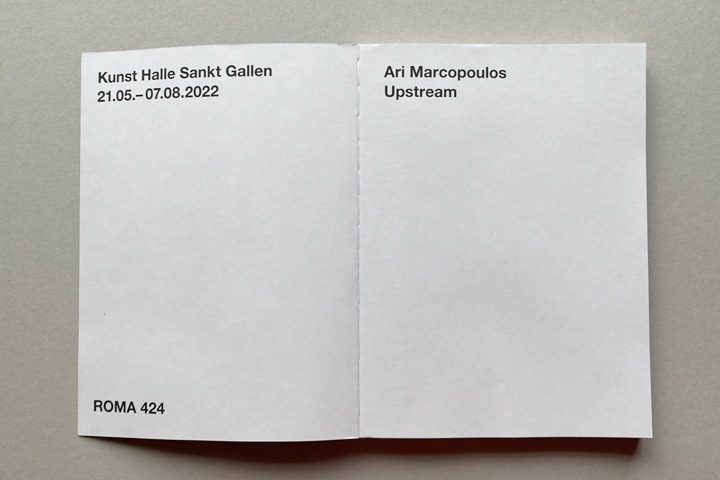 Kunst Halle Sankt Gallen
21.05.–07.08.2022
ROMA 424
Ari Marcopoulos
Upstream